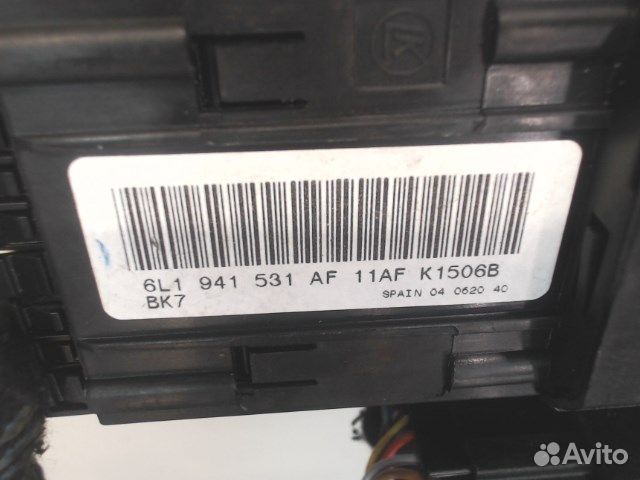 6L1 941 531 AF 11AF K1506B
BK7 SPAIN 04 0620 40
Avito